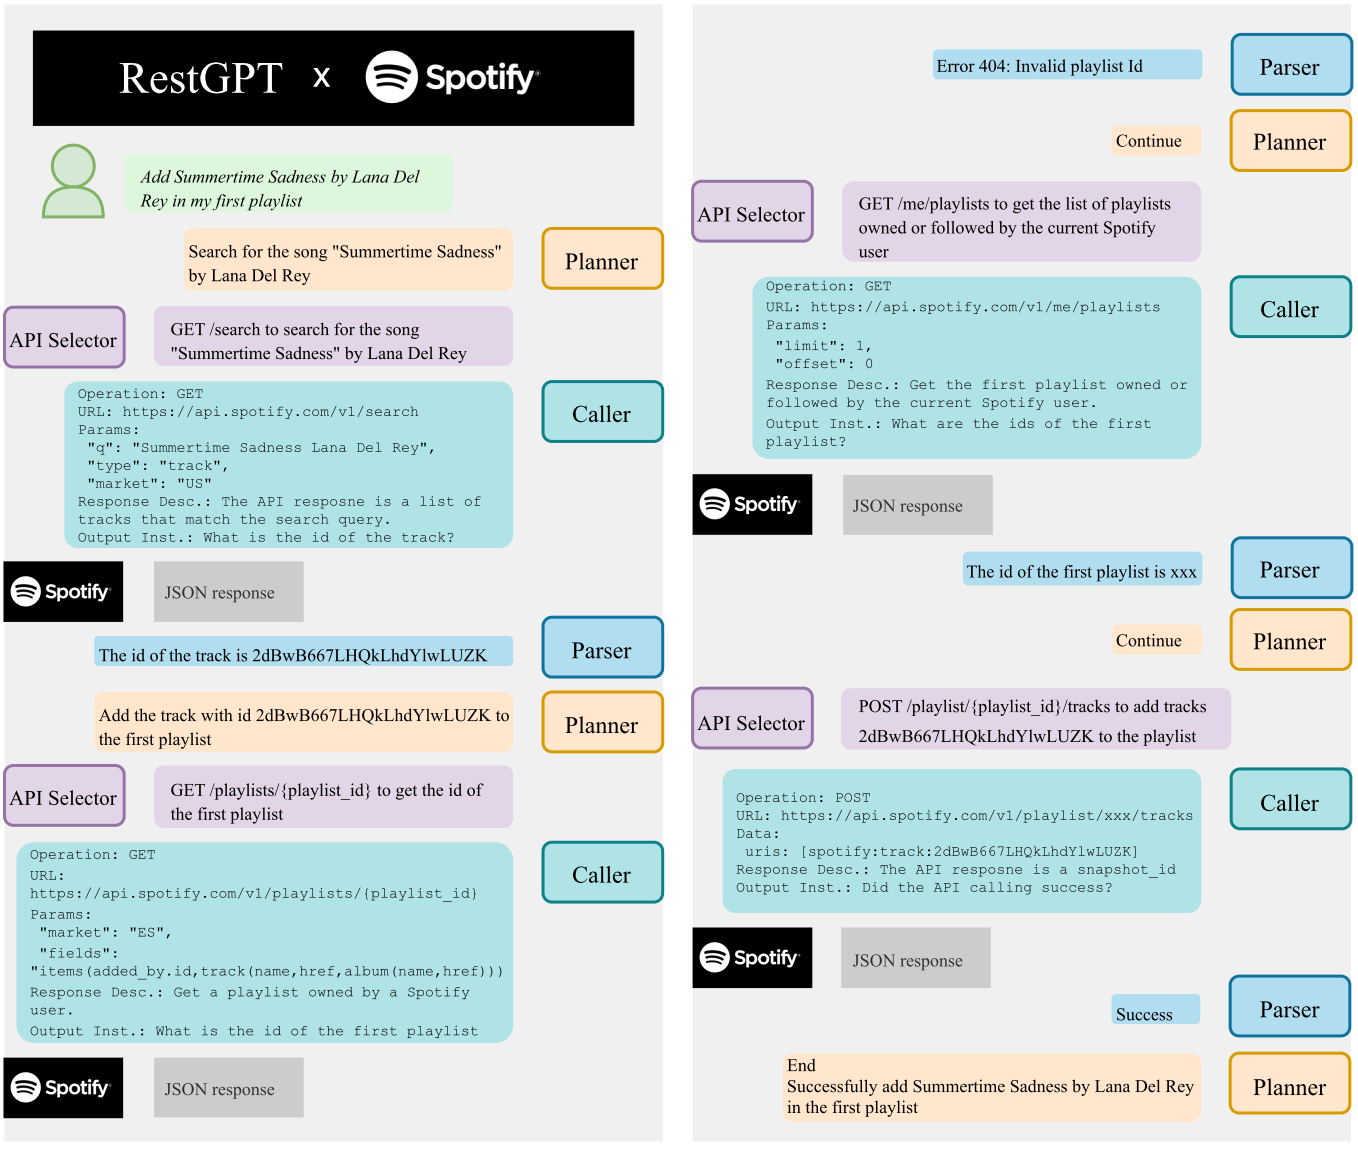 RestGPT x Spotify
Add Summertime Sadness by Lana Del
Rey in my first playlist
Search for the song "Summertime Sadness"
by Lana Del Rey
Planner
API Selector
GET /search to search for the song
"Summertime Sadness" by Lana Del Rey
Operation: GET
URL: https://api.spotify.com/v1/search
Params:
"q": "Summertime Sadness Lana Del Rey",
"type": "track",
"market": "US"
Response Desc.: The API resposne is a list of
tracks that match the search query.
Output Inst.: What is the id of the track?
Caller
Spotify
JSON response
The id of the track is 2dBwB667LHQkLhdYlwLUZK
Parser
Add the track with id 2dBwB667LHQkLhdYlwLUZK to
the first playlist
Planner
API Selector
GET /playlists/{playlist_id} to get the id of
the first playlist
Operation: GET
URL:
https://api.spotify.com/v1/playlists/{playlist_id}
Params:
"market": "ES",
"fields":
"items(added_by.id,track(name,href,album(name,href)))
Response Desc.: Get a playlist owned by a Spotify
user.
Output Inst.: What is the id of the first playlist
Caller
Spotify
JSON response
Error 404: Invalid playlist Id
Parser
Continue
Planner
API Selector
GET /me/playlists to get the list of playlists
owned or followed by the current Spotify
user
Operation: GET
URL: https://api.spotify.com/v1/me/playlists
Params:
"limit": 1,
"offset": 0
Response Desc.: Get the first playlist owned or
followed by the current Spotify user.
Output Inst.: What are the ids of the first
playlist?
Caller
Spotify
JSON response
The id of the first playlist is xxx
Parser
Continue
Planner
API Selector
POST /playlist/{playlist_id}/tracks to add tracks
2dBwB667LHQkLhdYlwLUZK to the playlist
Operation: POST
URL: https://api.spotify.com/v1/playlist/xxx/tracks
Data:
uris: [spotify:track:2dBwB667LHQkLhdYlwLUZK]
Response Desc.: The API resposne is a snapshot_id
Output Inst.: Did the API calling success?
Caller
Spotify
JSON response
Success
Parser
End
Successfully add Summertime Sadness by Lana Del Rey
in the first playlist
Planner